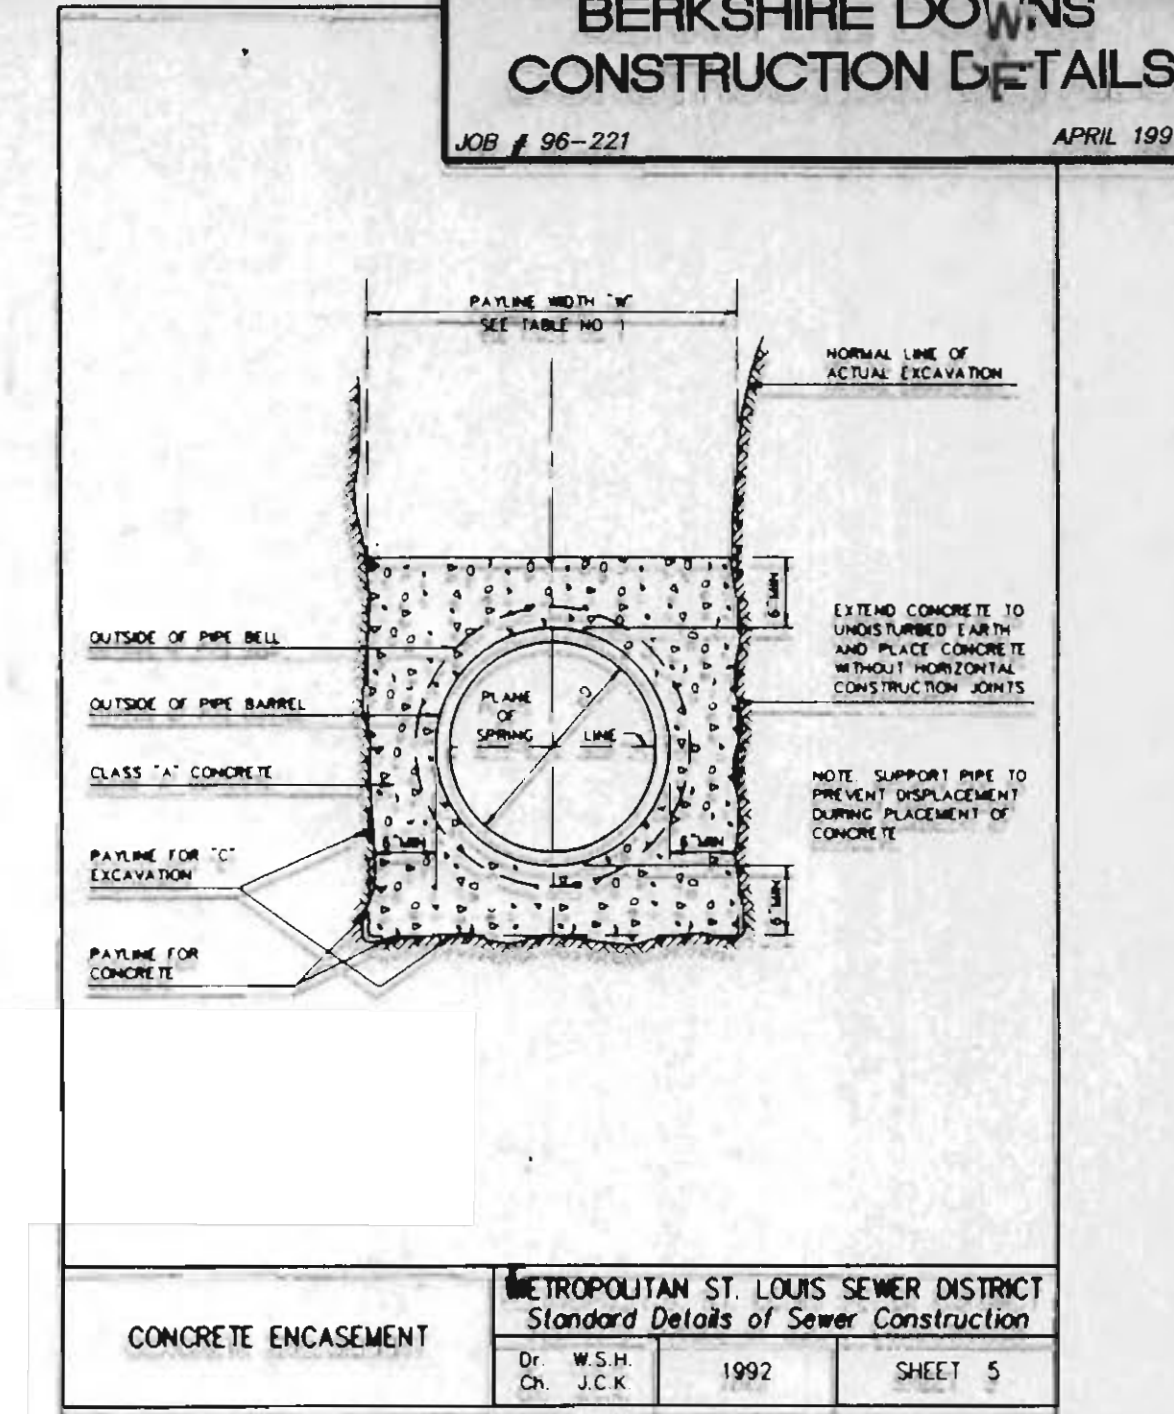 BERKSHIRE DOWNS
CONSTRUCTION DETAILS
JOB # 96-221
APRIL 199
PAYLINE WIDTH "W"
SEE TABLE NO 1
NORMAL LINE OF
ACTUAL EXCAVATION
6" MIN
EXTEND CONCRETE TO
UNDISTURBED EARTH
AND PLACE CONCRETE
WITHOUT HORIZONTAL
CONSTRUCTION JOINTS
OUTSIDE OF PIPE BELL
OUTSIDE OF PIPE BARREL
CLASS "A" CONCRETE
PLANE
OF
SPRING LINE
D
NOTE: SUPPORT PIPE TO
PREVENT DISPLACEMENT
DURING PLACEMENT OF
CONCRETE
6" MIN
6" MIN
6" MIN
PAYLINE FOR "C"
EXCAVATION
PAYLINE FOR
CONCRETE
CONCRETE ENCASEMENT
METROPOLITAN ST. LOUIS SEWER DISTRICT
Standard Details of Sewer Construction
Dr. W.S.H.
Ch. J.C.K.
1992
SHEET 5